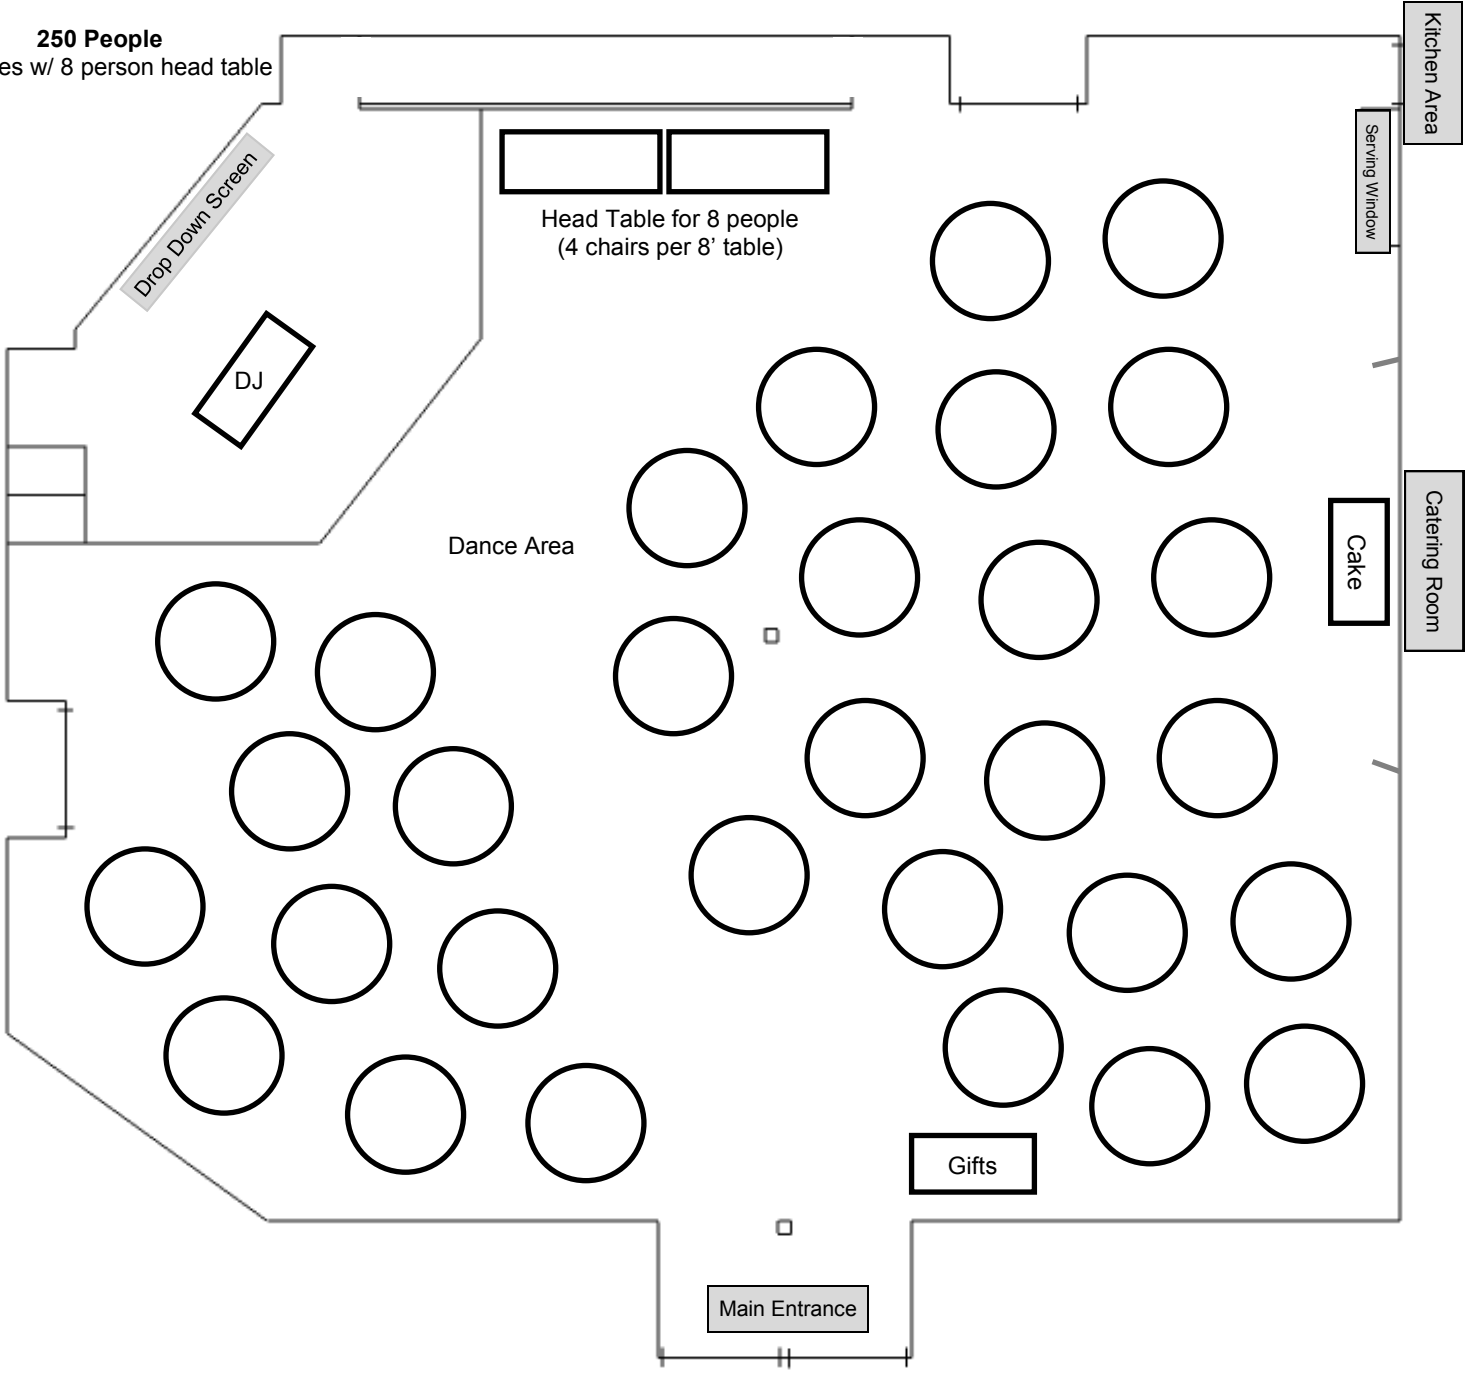 250 People
es w/ 8 person head table
Kitchen Area
Serving Window
Drop Down Screen
Head Table for 8 people
(4 chairs per 8’ table)
DJ
Dance Area
Cake
Catering Room
Gifts
Main Entrance